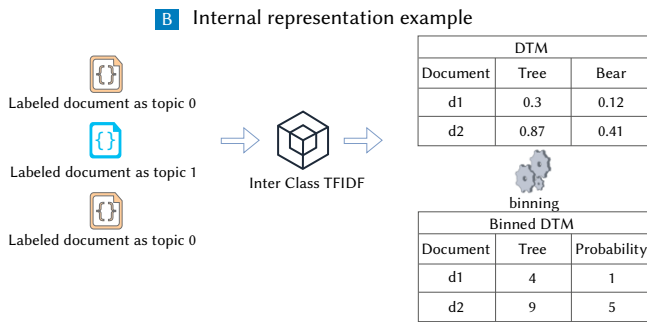 B Internal representation example
{}
Labeled document as topic 0
{}
Labeled document as topic 1
{}
Labeled document as topic 0
Inter Class TFIDF
DTM
Document Tree Bear
d1 0.3 0.12
d2 0.87 0.41
binning
Binned DTM
Document Tree Probability
d1 4 1
d2 9 5